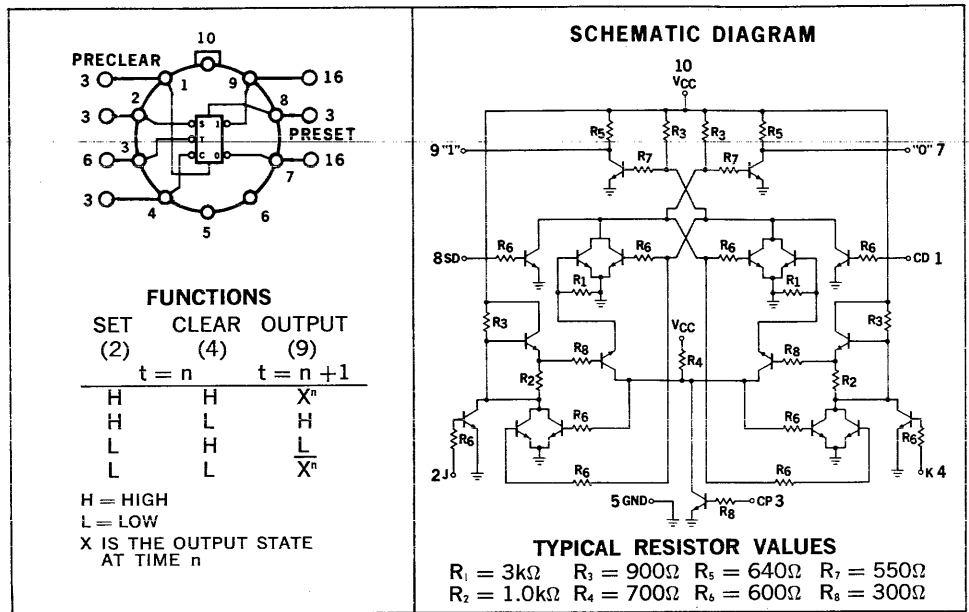 10
PRECLEAR
3
1
9
16
2
8
3
3
S 1
T
C 0
PRESET
3
6
7
16
3
4
6
5
FUNCTIONS
SET CLEAR OUTPUT
(2) (4) (9)
t = n t = n +1
H H Xⁿ
H L H
L H L
L L X̅ⁿ
H = HIGH
L = LOW
X IS THE OUTPUT STATE
AT TIME n
SCHEMATIC DIAGRAM
10
VCC
R5 R3 R3 R5
9 "1" "0" 7
R7 R7
8 SD R6 R6 R6 R6 CD 1
R1 R1
R3 VCC R3
R8 R4 R8
R2 R2
R6 R6 R6 R6
2 J R6 R6 K 4
5 GND CP 3
R8
TYPICAL RESISTOR VALUES
R₁ = 3kΩ R₃ = 900Ω R₅ = 640Ω R₇ = 550Ω
R₂ = 1.0kΩ R₄ = 700Ω R₆ = 600Ω R₈ = 300Ω